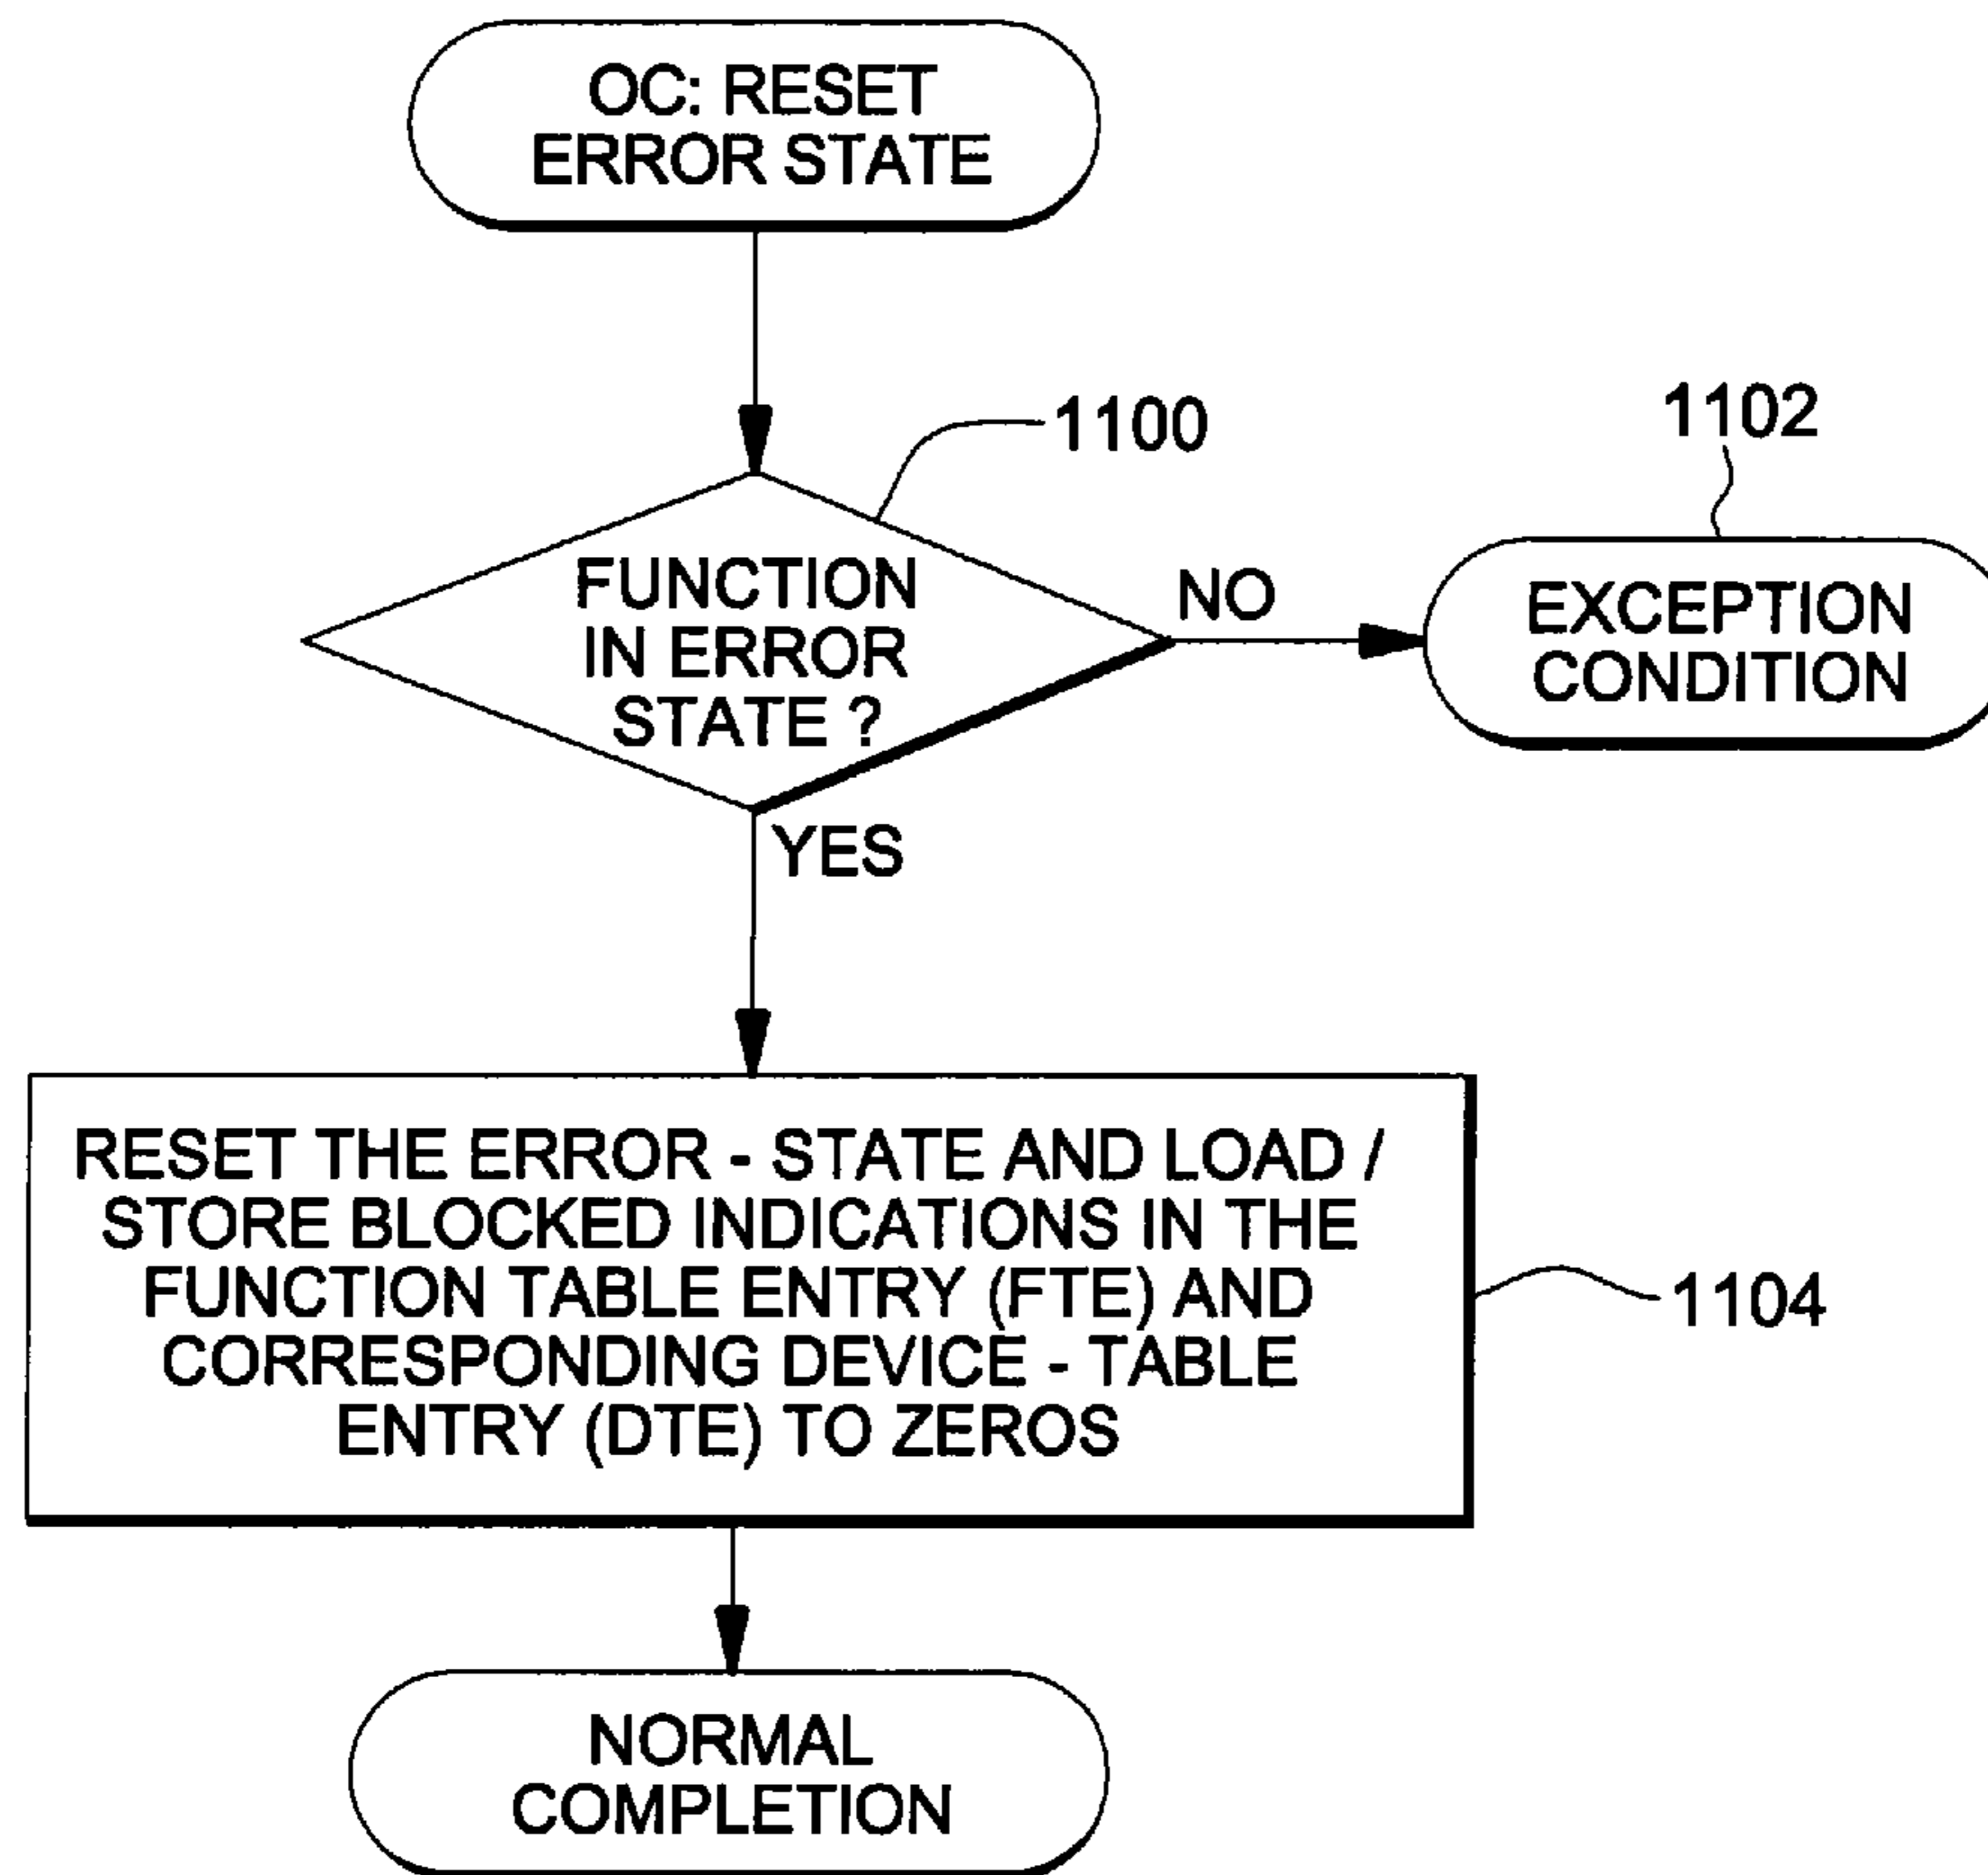 OC: RESET
ERROR STATE
1100
1102
FUNCTION
IN ERROR
STATE ?
NO
EXCEPTION
CONDITION
YES
RESET THE ERROR - STATE AND LOAD /
STORE BLOCKED INDICATIONS IN THE
FUNCTION TABLE ENTRY (FTE) AND
CORRESPONDING DEVICE - TABLE
ENTRY (DTE) TO ZEROS
1104
NORMAL
COMPLETION